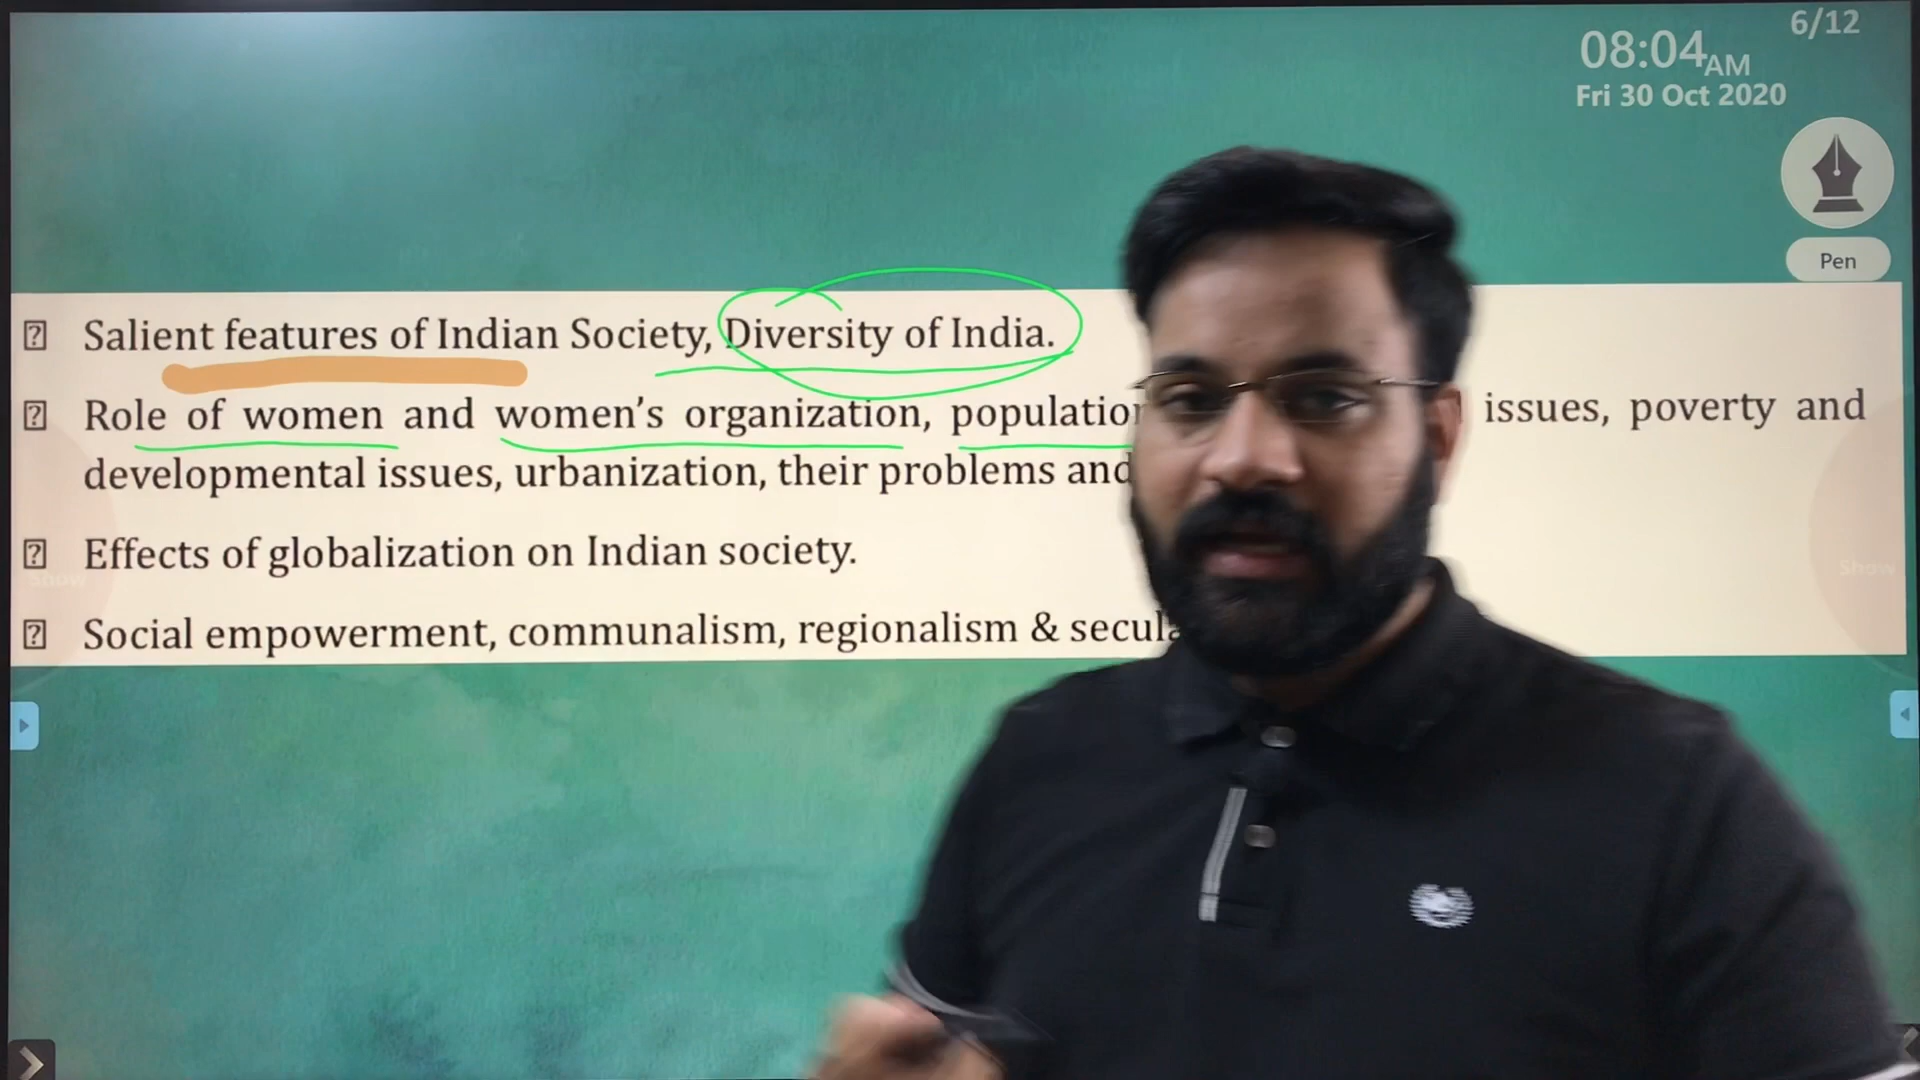 6/12
08:04AM
Fri 30 Oct 2020
Pen
Salient features of Indian Society, Diversity of India.
Role of women and women's organization, issues, poverty and
developmental issues, urbanization, their problems and
Effects of globalization on Indian society.
Show
Show
Social empowerment, communalism, regionalism &